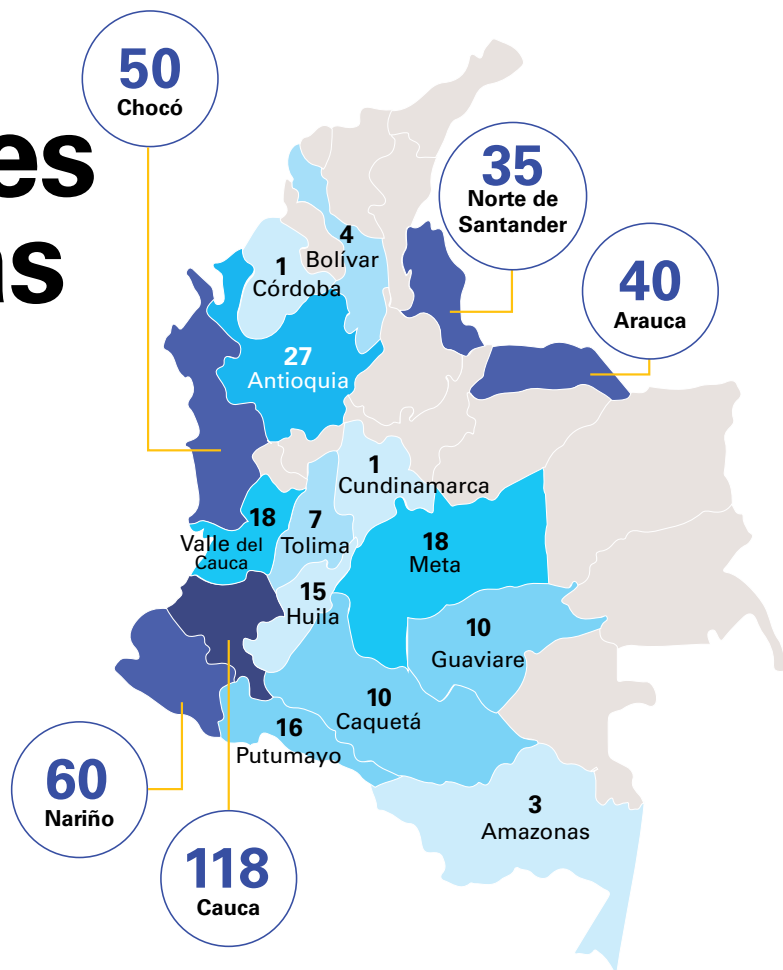 50
Chocó
es
as
35
Norte de
Santander
4
Bolívar
1
Córdoba
40
Arauca
27
Antioquia
1
Cundinamarca
18
Valle del
Cauca
7
Tolima
18
Meta
15
Huila
10
Guaviare
10
Caquetá
16
Putumayo
60
Nariño
3
Amazonas
118
Cauca